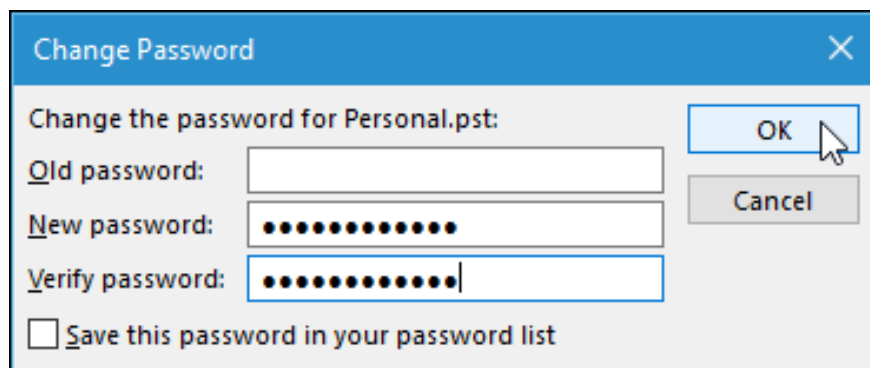 Change Password
Change the password for Personal.pst:
OK
Old password:
Cancel
New password: ●●●●●●●●●●●●
Verify password: ●●●●●●●●●●●●
Save this password in your password list